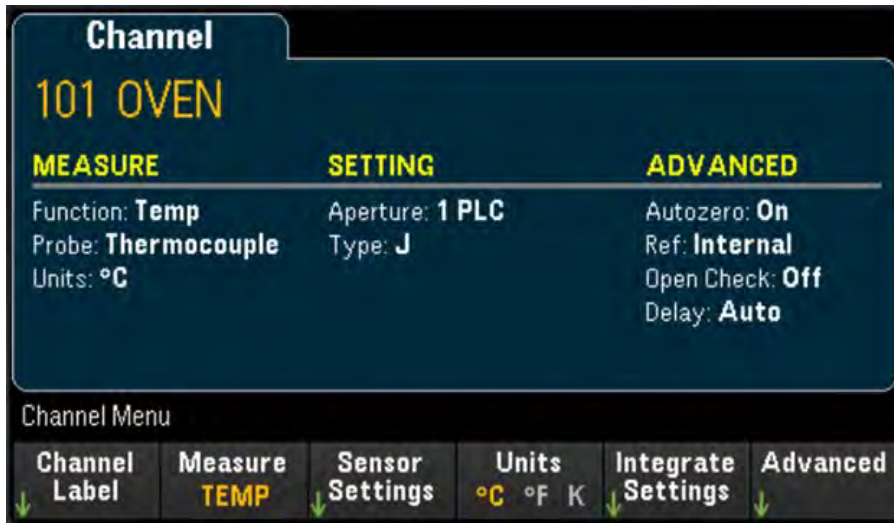 Channel
101 OVEN
MEASURE SETTING ADVANCED
Function: Temp Aperture: 1 PLC Autozero: On
Probe: Thermocouple Type: J Ref: Internal
Units: °C Open Check: Off
Delay: Auto
Channel Menu
Channel Measure Sensor Units Integrate Advanced
Label TEMP Settings °C °F K Settings